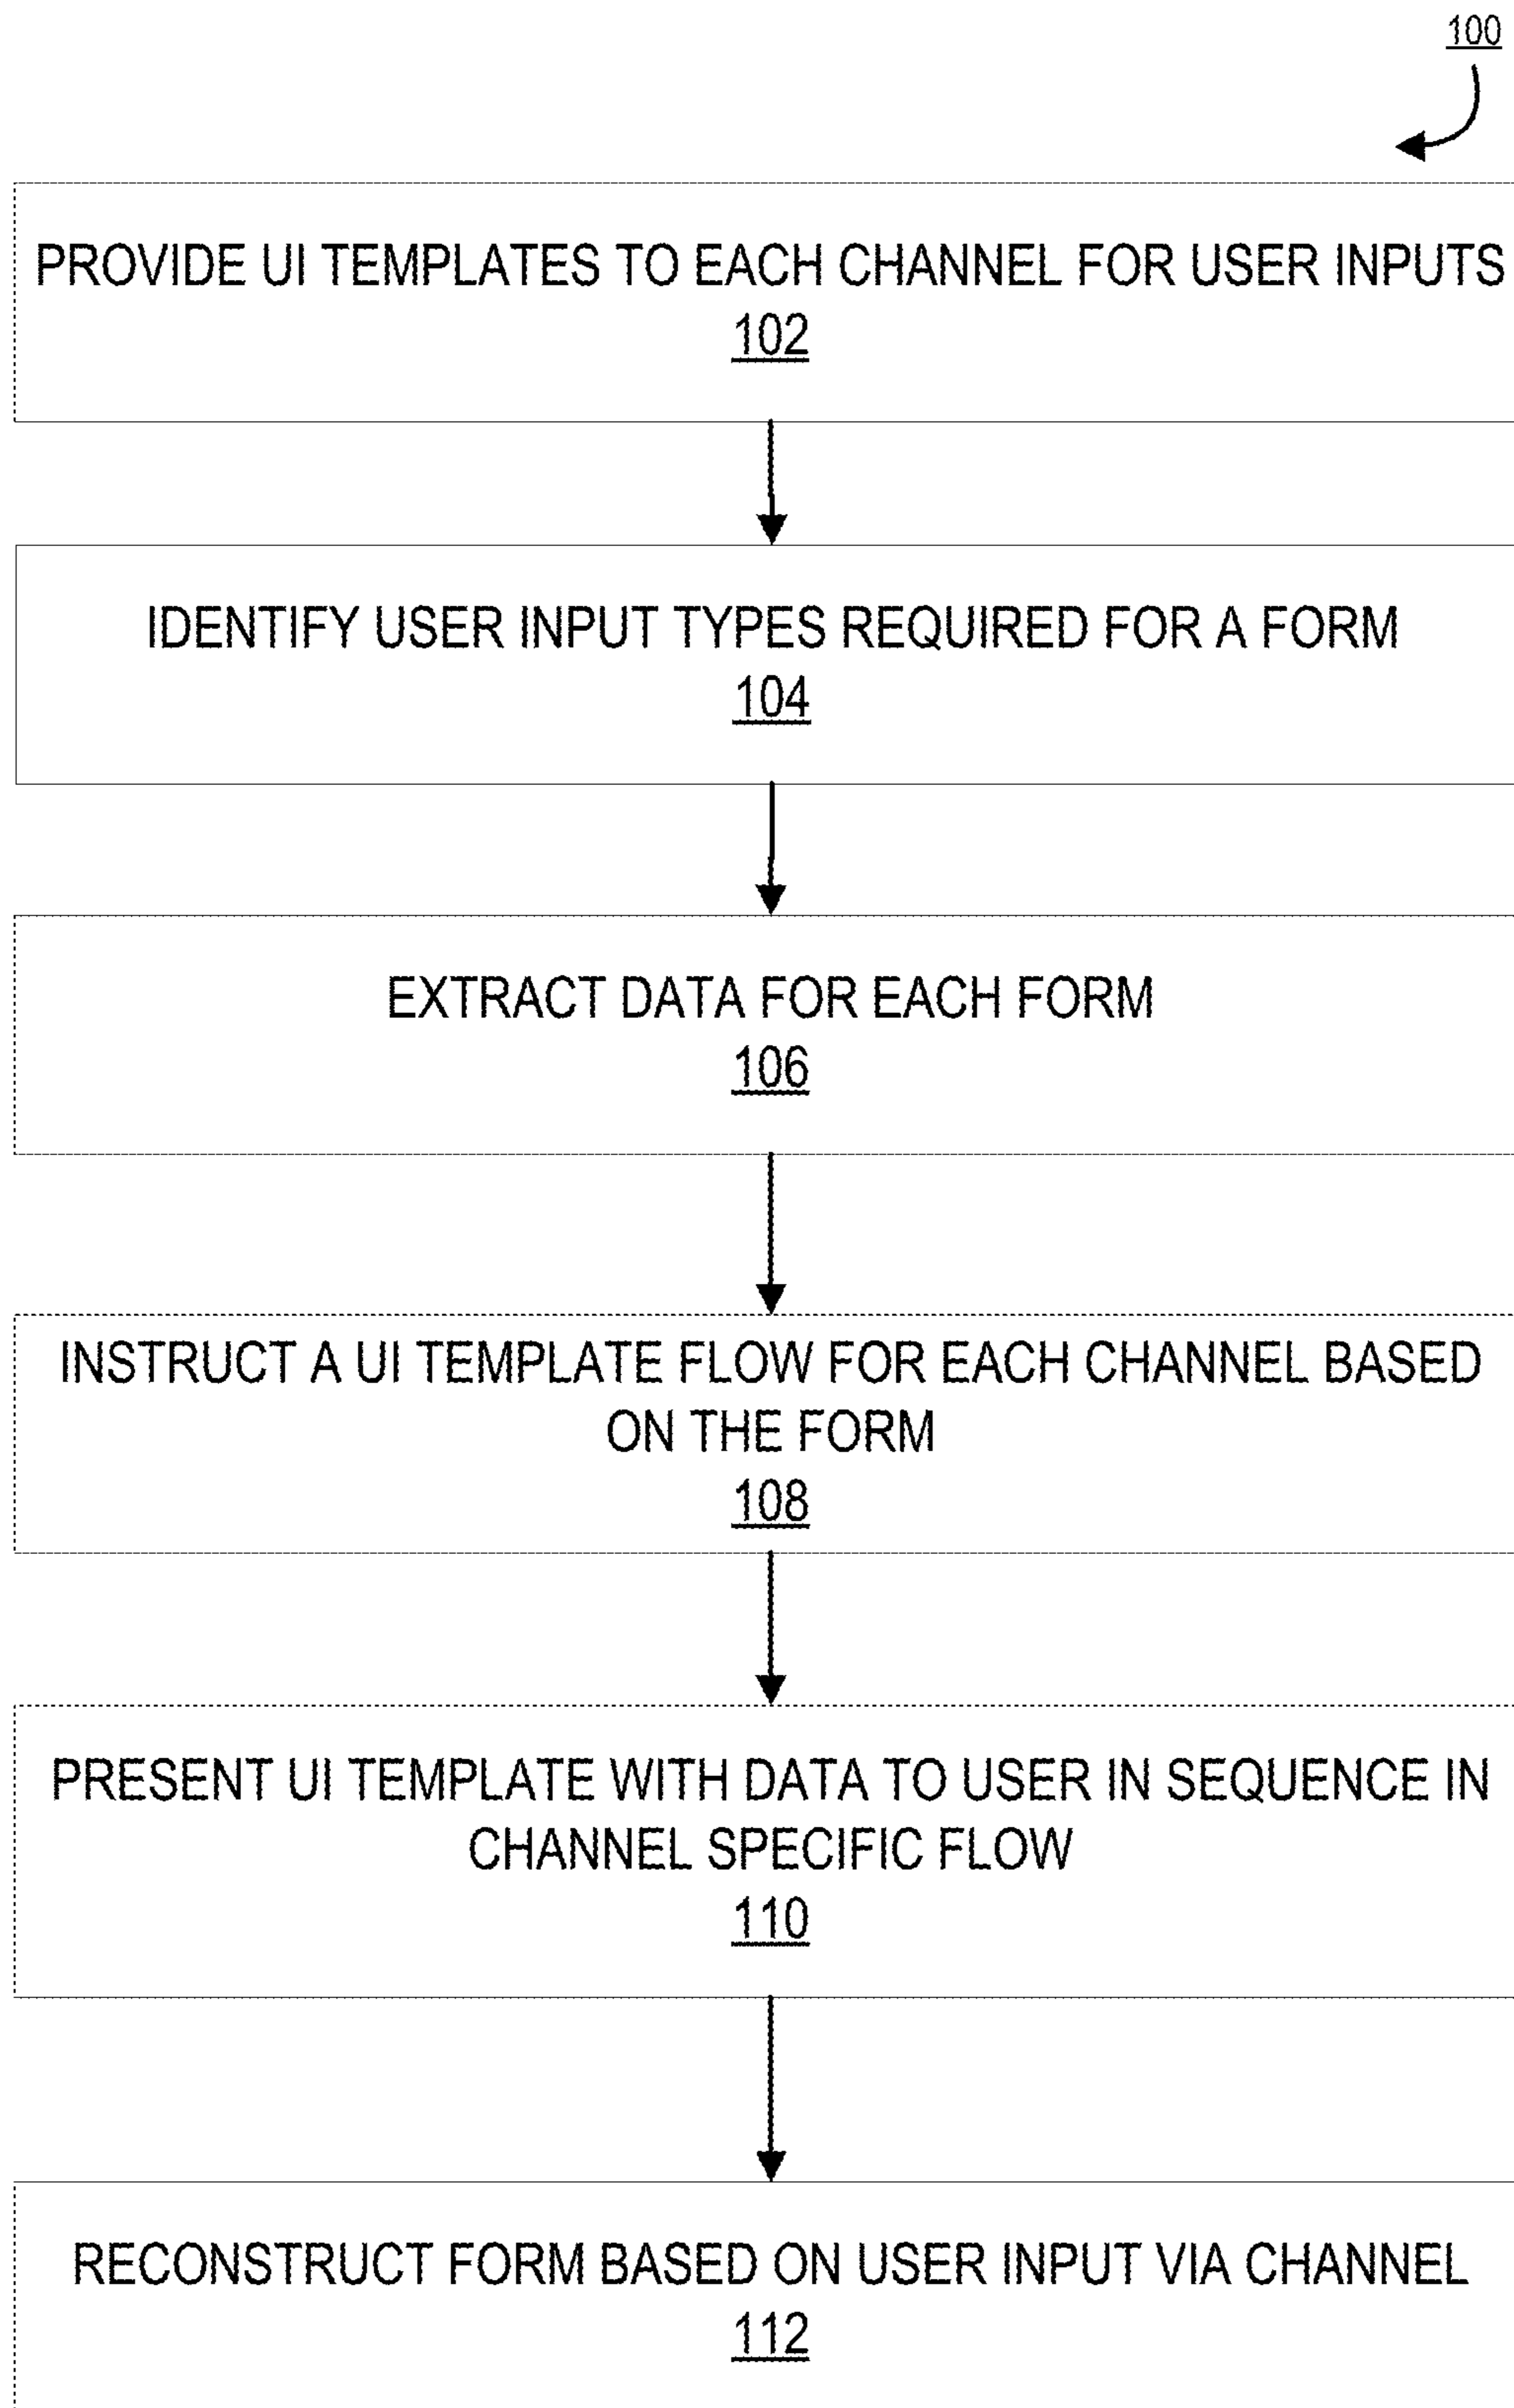 100
PROVIDE UI TEMPLATES TO EACH CHANNEL FOR USER INPUTS
102
IDENTIFY USER INPUT TYPES REQUIRED FOR A FORM
104
EXTRACT DATA FOR EACH FORM
106
INSTRUCT A UI TEMPLATE FLOW FOR EACH CHANNEL BASED
ON THE FORM
108
PRESENT UI TEMPLATE WITH DATA TO USER IN SEQUENCE IN
CHANNEL SPECIFIC FLOW
110
RECONSTRUCT FORM BASED ON USER INPUT VIA CHANNEL
112